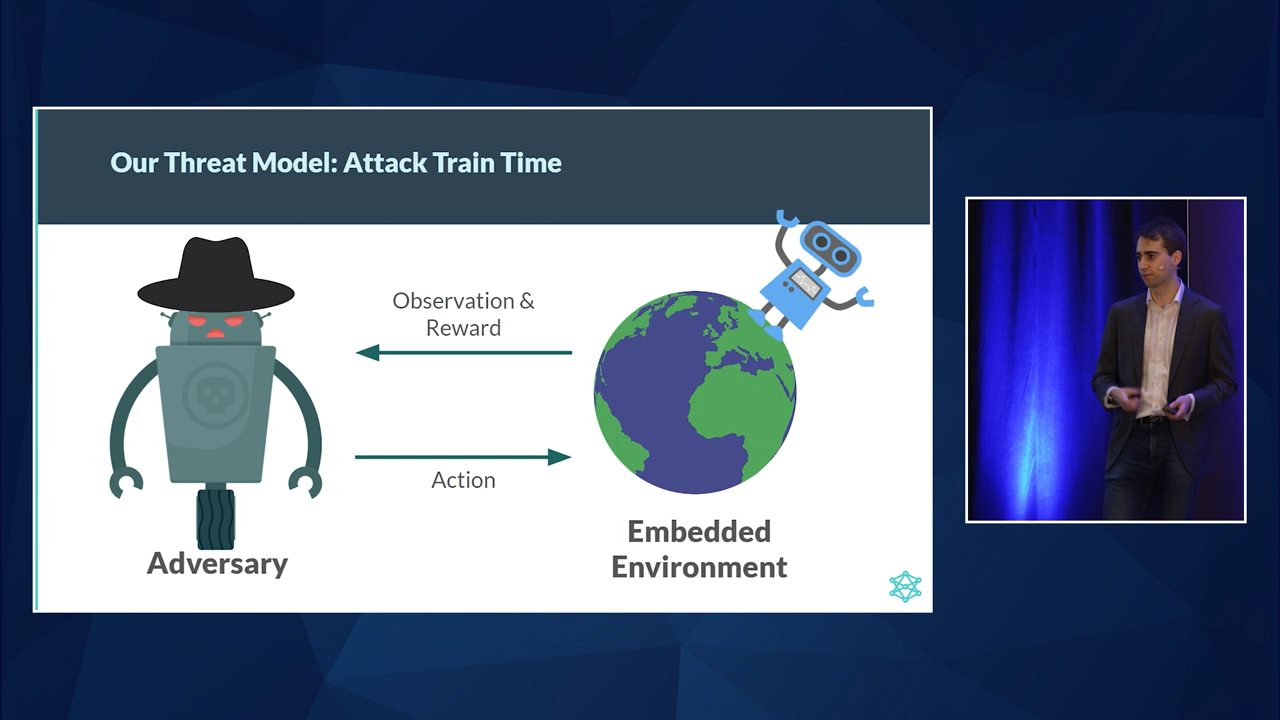 Our Threat Model: Attack Train Time
Observation &
Reward
Action
Adversary
Embedded
Environment